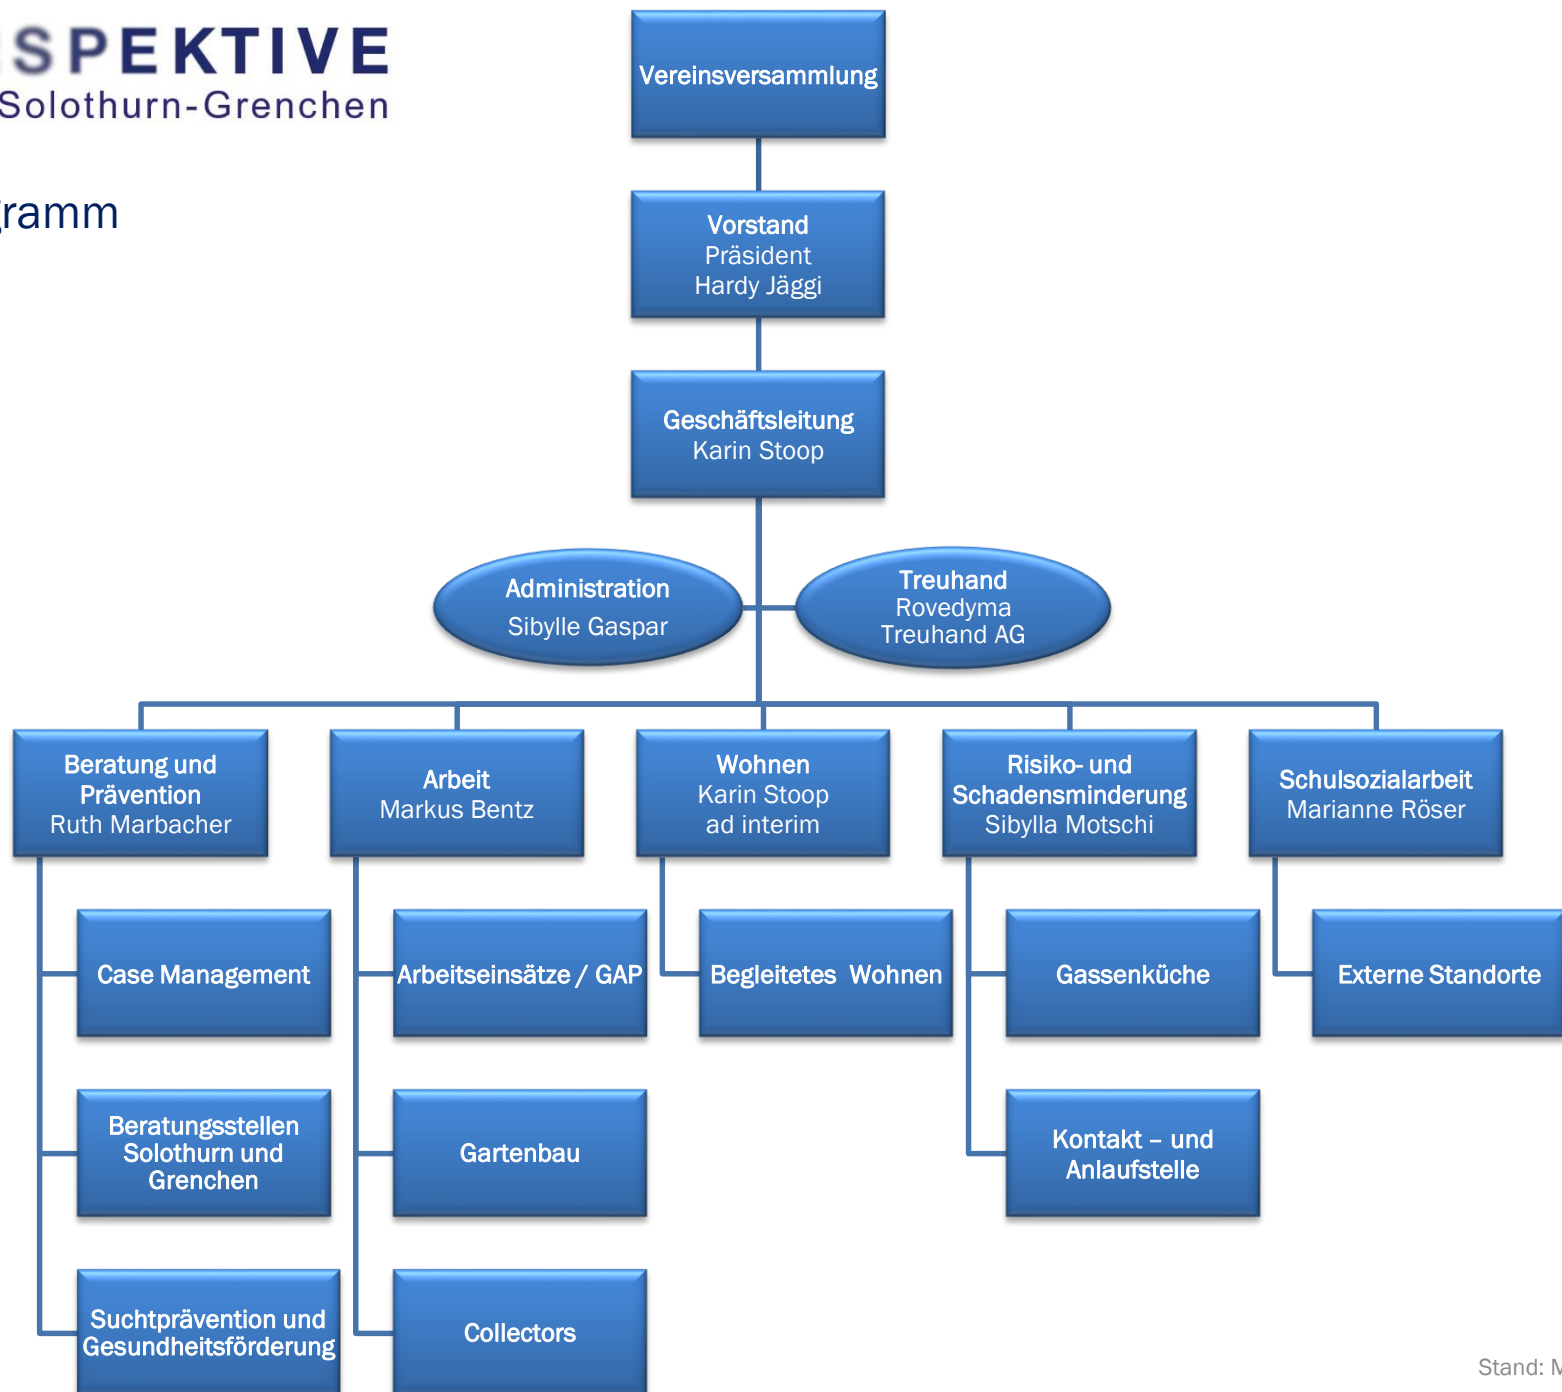 SPEKTIVE
Solothurn-Grenchen
gramm
Vereinsversammlung
Vorstand
Präsident
Hardy Jäggi
Geschäftsleitung
Karin Stoop
Administration
Sibylle Gaspar
Treuhand
Rovedyma
Treuhand AG
Beratung und
Prävention
Ruth Marbacher
Arbeit
Markus Bentz
Wohnen
Karin Stoop
ad interim
Risiko- und
Schadensminderung
Sibylla Motschi
Schulsozialarbeit
Marianne Röser
Case Management
Arbeitseinsätze / GAP
Begleitetes Wohnen
Gassenküche
Externe Standorte
Beratungsstellen
Solothurn und
Grenchen
Gartenbau
Kontakt – und
Anlaufstelle
Suchtprävention und
Gesundheitsförderung
Collectors
Stand: M